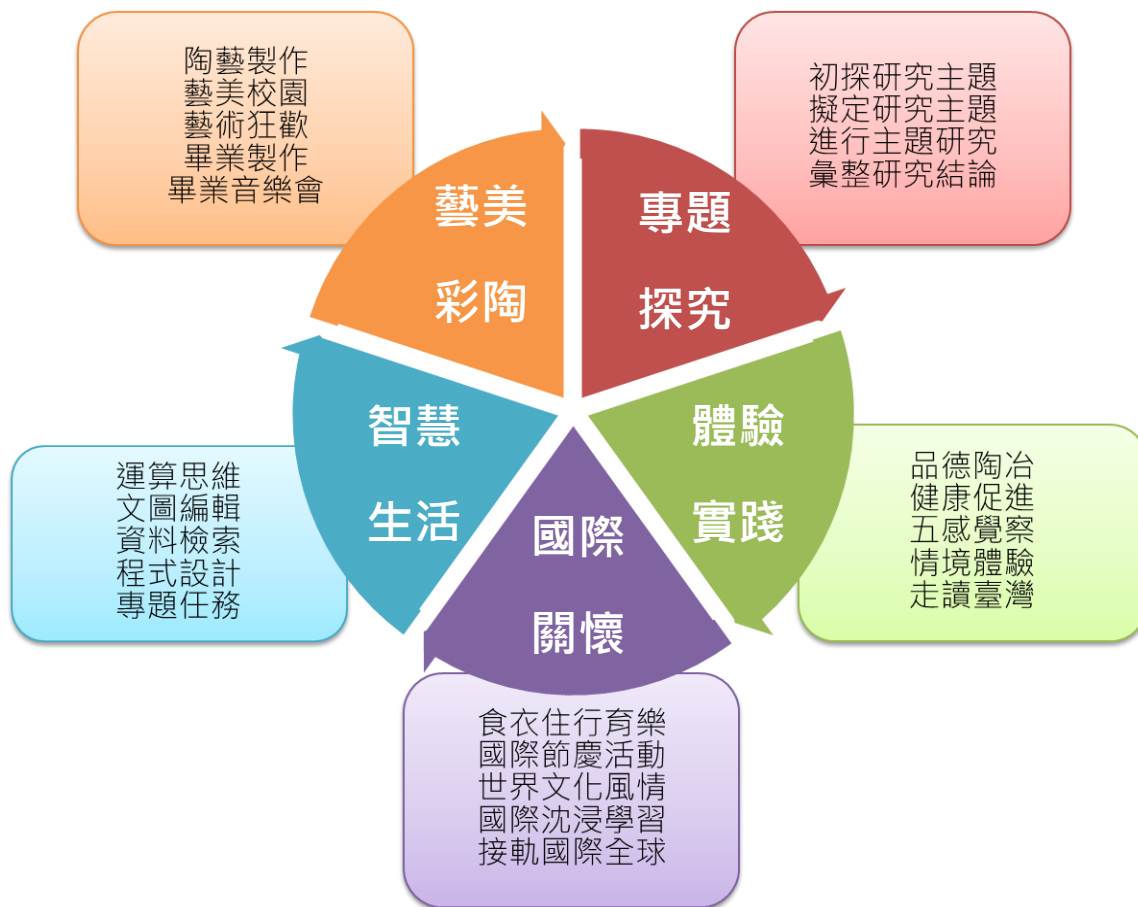 陶藝製作
藝美校園
藝術狂歡
畢業製作
畢業音樂會
初探研究主題
擬定研究主題
進行主題研究
彙整研究結論
藝美
彩陶
專題
探究
智慧
生活
體驗
實踐
國際
關懷
運算思維
文圖編輯
資料檢索
程式設計
專題任務
品德陶冶
健康促進
五感覺察
情境體驗
走讀臺灣
食衣住行育樂
國際節慶活動
世界文化風情
國際沈浸學習
接軌國際全球